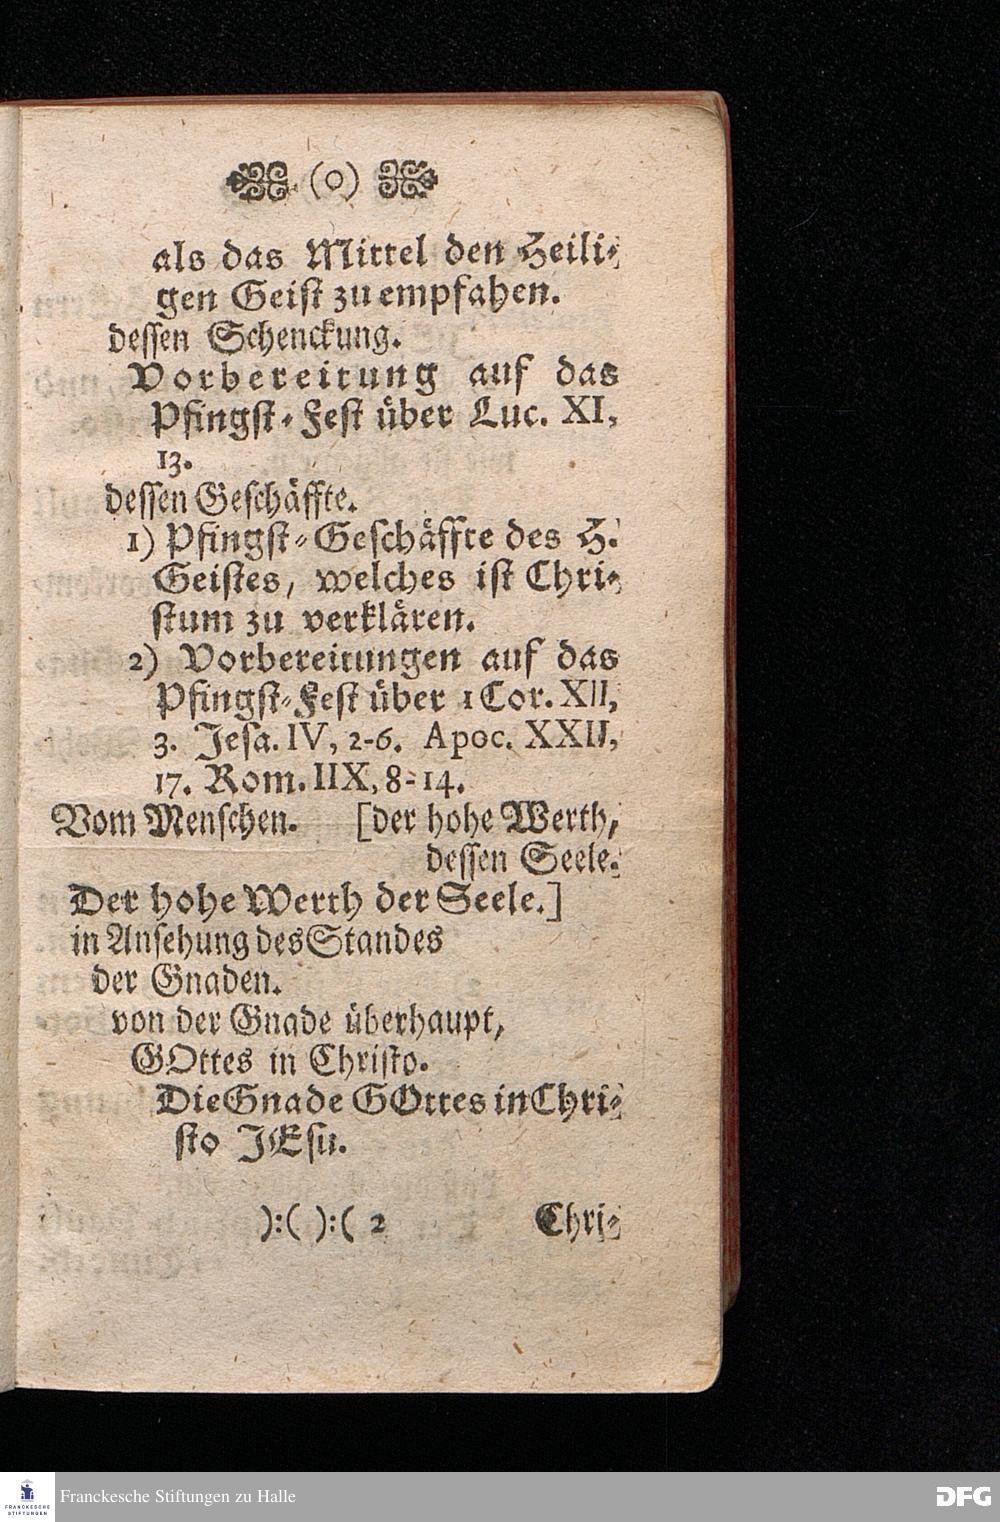 (O)
als das Mittel den Heili-
gen Geist zu empfahen.
dessen Schenckung.
Vorbereitung auf das
Pfingst-Fest über Luc. XI,
13.
dessen Geschäffte.
1) Pfingst-Geschäffte des H.
Geistes, welches ist Chri-
stum zu verklären.
2) Vorbereitungen auf das
Pfingst-Fest über 1 Cor. XII,
3. Jesa. IV, 2-6. Apoc. XXII,
17. Rom. IIX, 8-14.
Vom Menschen. [der hohe Werth,
dessen Seele.
Der hohe Werth der Seele.]
in Ansehung des Standes
der Gnaden.
von der Gnade überhaupt,
GOttes in Christo.
Die Gnade GOttes in Chri-
sto JEsu.
):( ):( 2 Chri-
Franckesche Stiftungen zu Halle
FRANCKESCHE
STIFTUNGEN
DFG